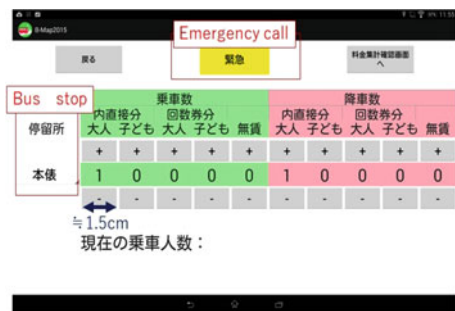 B-Map2015
Emergency call
戻る
緊急
料金集計確認画面
へ
Bus stop
乗車数
降車数
内直接分
回数券分
内直接分
回数券分
停留所
大人 子ども 大人 子ども 無賃
大人 子ども 大人 子ども 無賃
+ + + + + + + + + +
本俵
1 0 0 0 0 1 0 0 0 0
- - - - - - - - - -
≒1.5cm
現在の乗車人数：